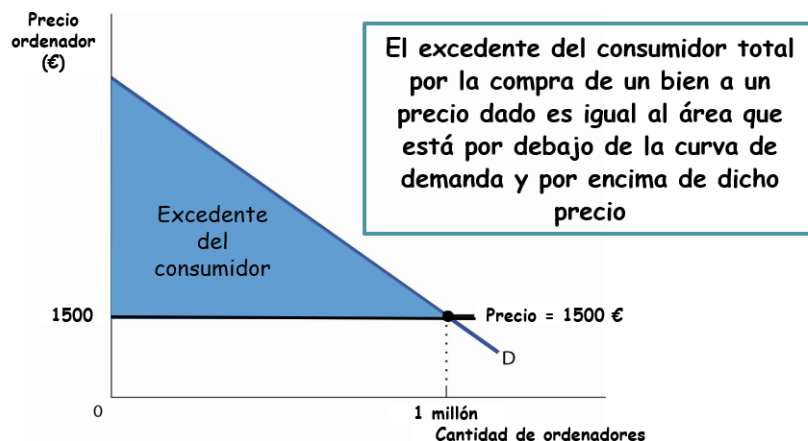 Precio
ordenador
(€)
El excedente del consumidor total
por la compra de un bien a un
precio dado es igual al área que
está por debajo de la curva de
demanda y por encima de dicho
precio
Excedente
del
consumidor
1500
Precio = 1500 €
D
0
1 millón
Cantidad de ordenadores